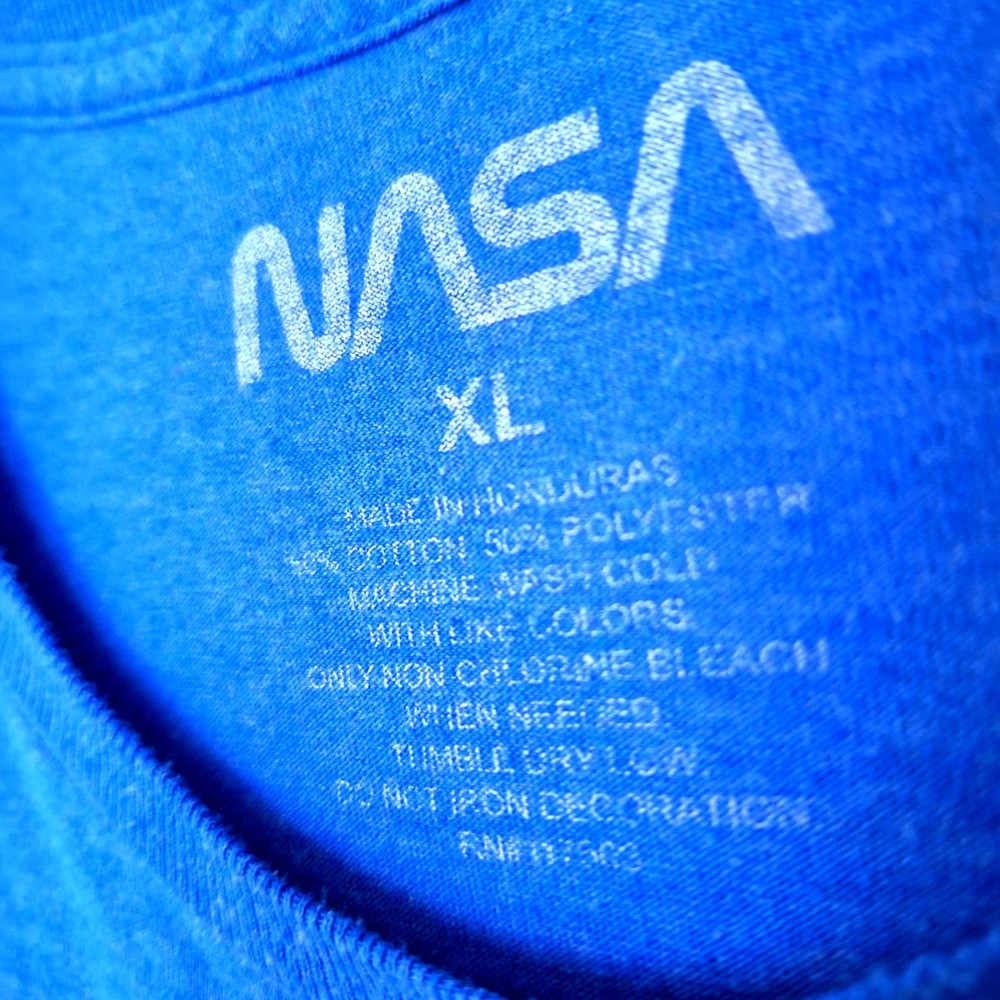 NASA
XL
MADE IN HONDURAS
50% COTTON 50% POLYESTER
MACHINE WASH COLD
WITH LIKE COLORS.
ONLY NON CHLORINE BLEACH
WHEN NEEDED.
TUMBLE DRY LOW.
DO NOT IRON DECORATION